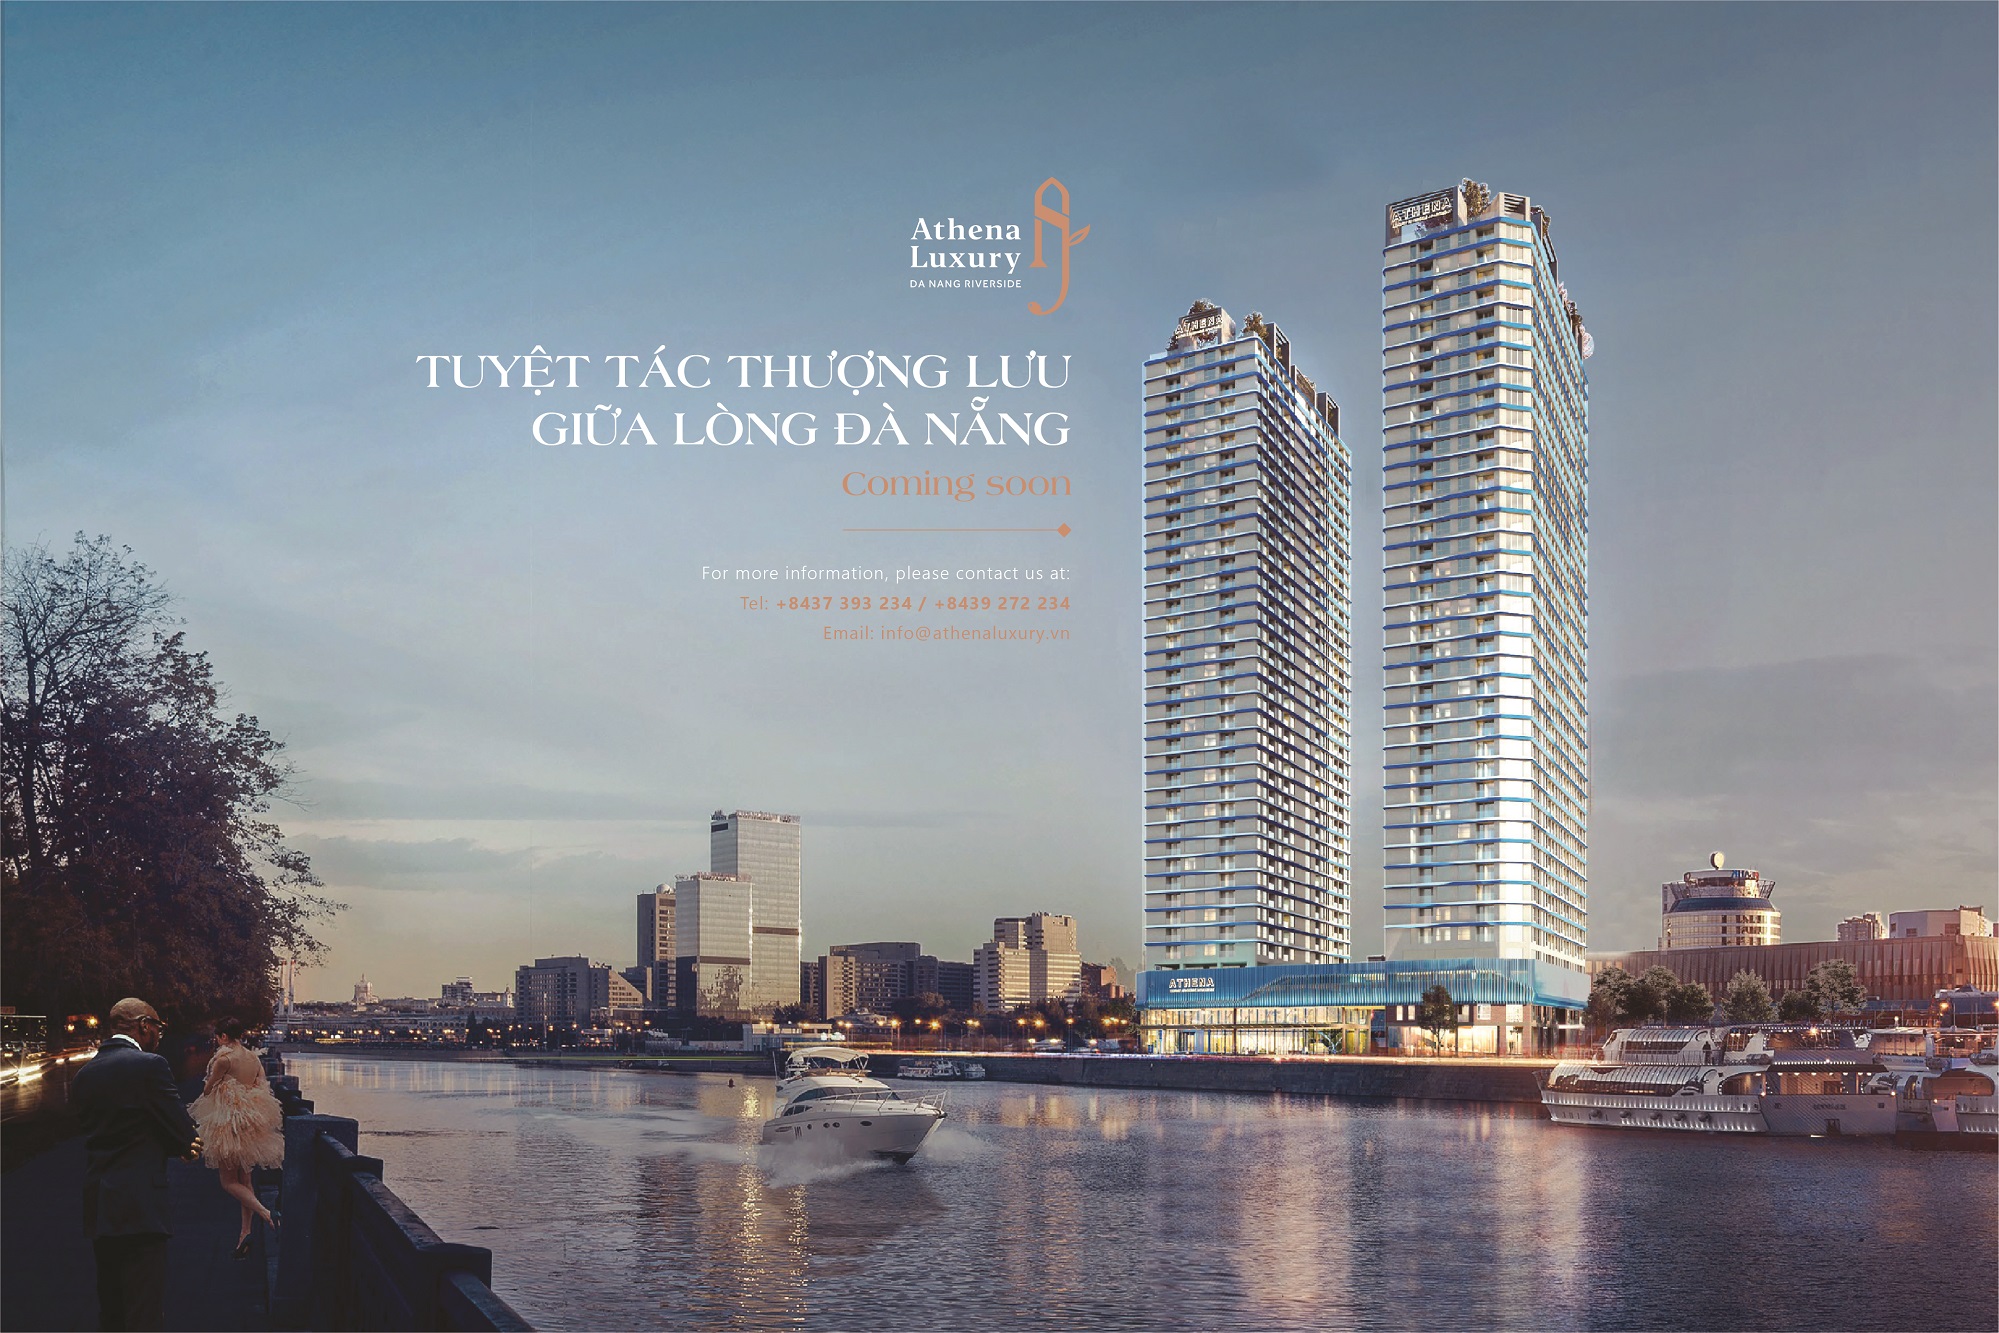 Athena
Luxury
DA NANG RIVERSIDE
TUYỆT TÁC THƯỢNG LƯU
GIỮA LÒNG ĐÀ NẴNG
Coming soon
For more information, please contact us at:
Tel: +8437 393 234 / +8439 272 234
Email: info@athenaluxury.vn
ATHENA
ATHENA
ATHENA